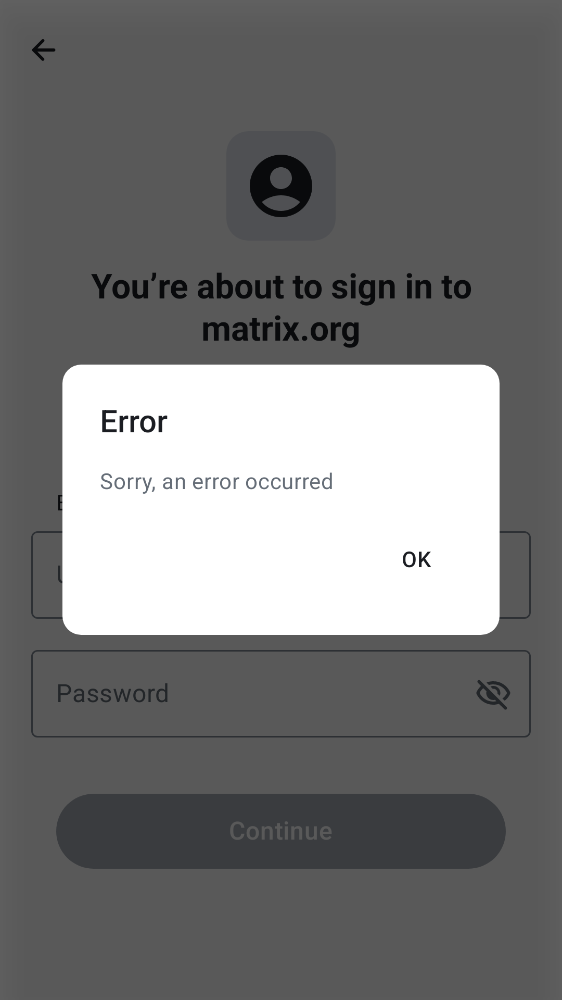 You’re about to sign in to
matrix.org
Error
Sorry, an error occurred
OK
Password
Continue